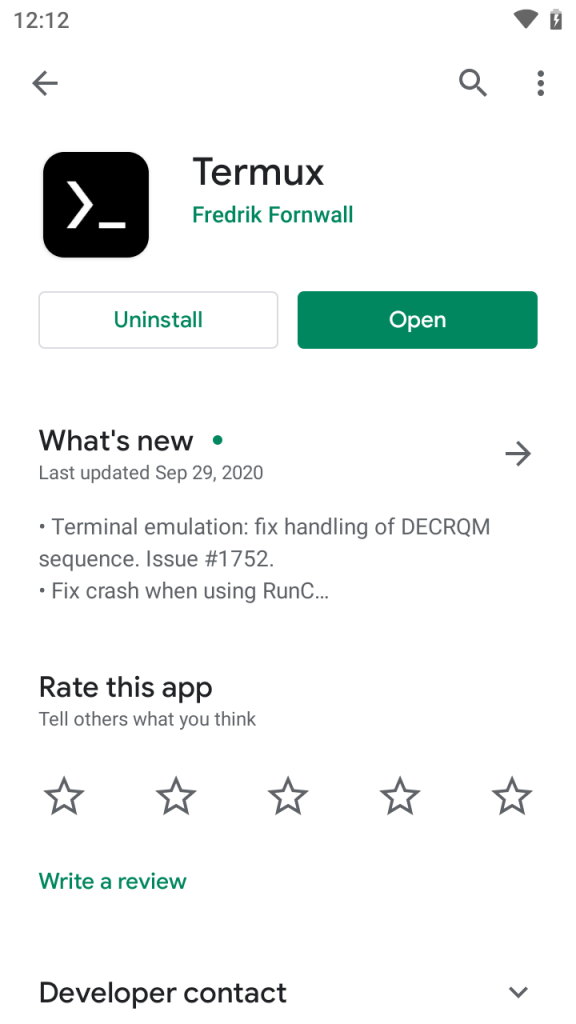 12:12
Termux
Fredrik Fornwall
Uninstall
Open
What's new
Last updated Sep 29, 2020
• Terminal emulation: fix handling of DECRQM
sequence. Issue #1752.
• Fix crash when using RunC...
Rate this app
Tell others what you think
Write a review
Developer contact